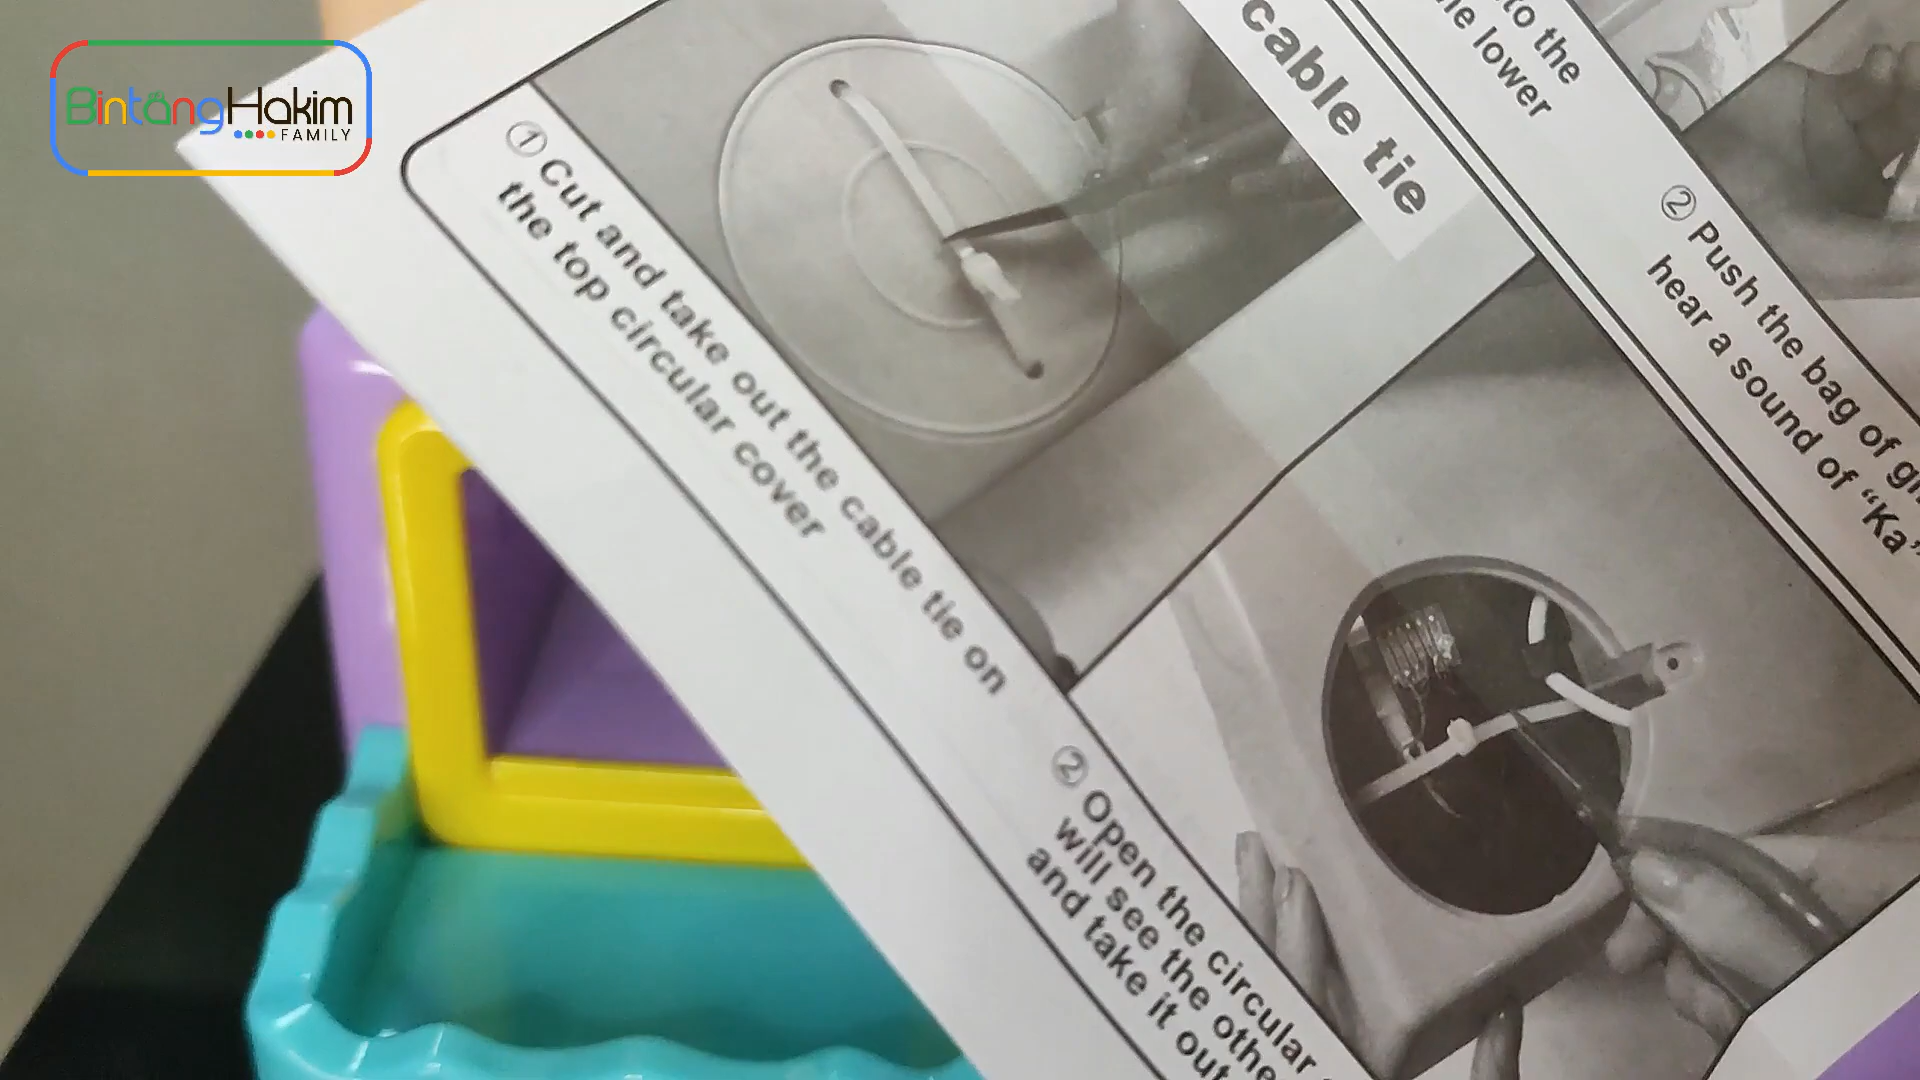 BintangHakim
FAMILY
cable tie
① Cut and take out the cable tie on
the top circular cover
② Open the circular
will see the othe
and take it out
to the
lower
② Push the bag of
hear a sound of “Ka”